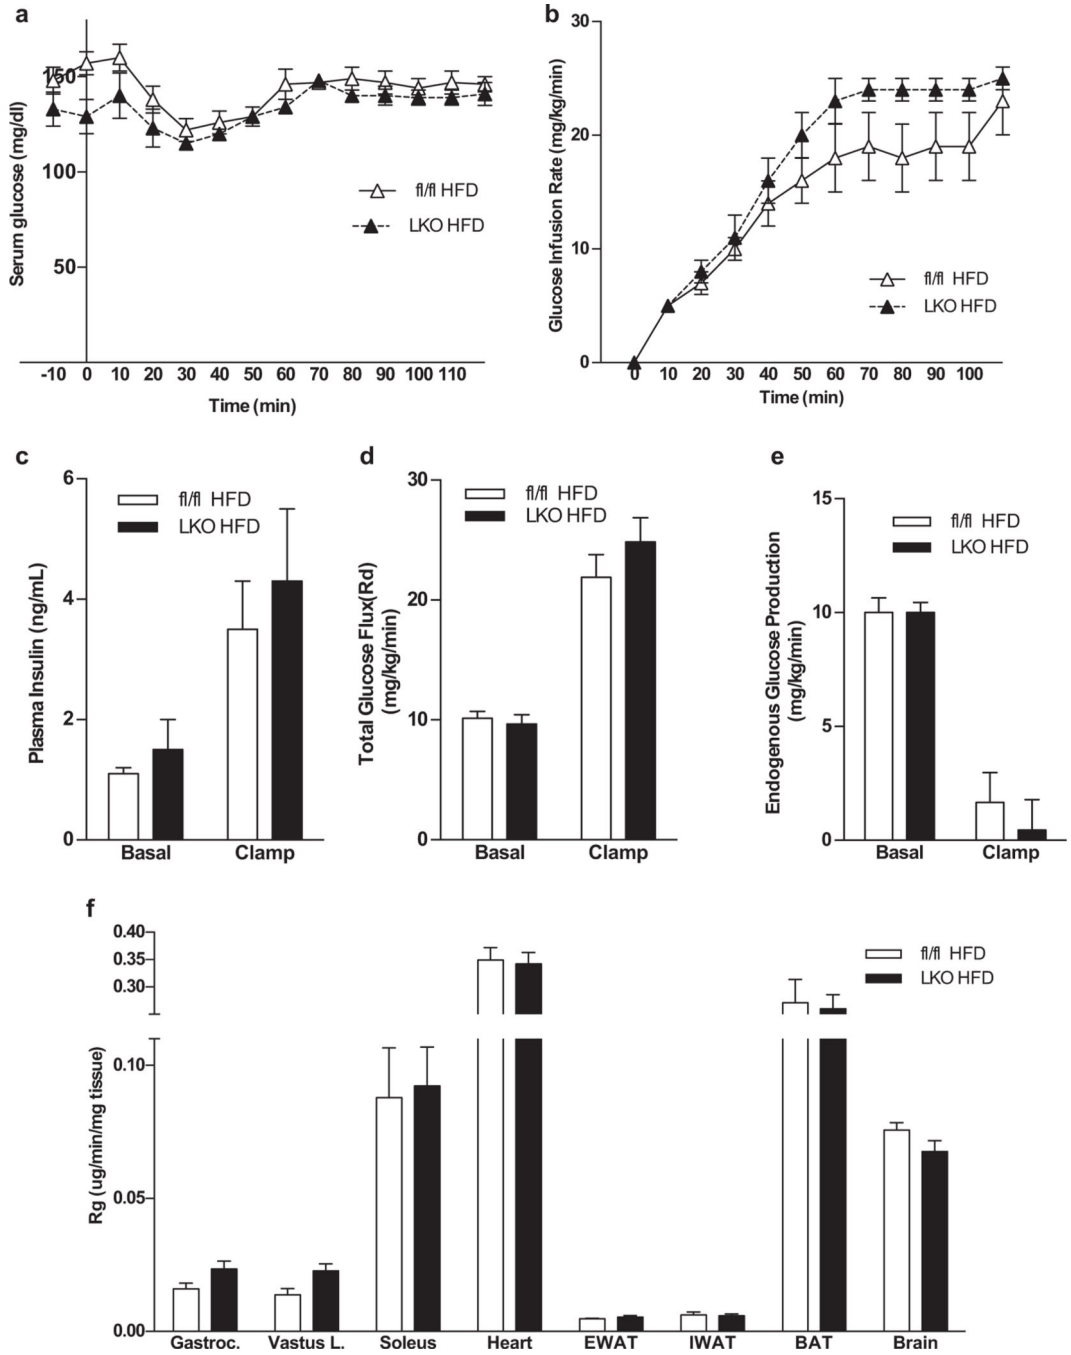 a
150
100
50
Serum glucose (mg/dl)
fl/fl HFD
LKO HFD
-10 0 10 20 30 40 50 60 70 80 90 100 110
Time (min)
b
30
20
10
0
Glucose Infusion Rate (mg/kg/min)
fl/fl HFD
LKO HFD
0 10 20 30 40 50 60 70 80 90 100
Time (min)
c
6
4
2
0
Plasma Insulin (ng/mL)
fl/fl HFD
LKO HFD
Basal Clamp
d
30
20
10
0
Total Glucose Flux(Rd)
(mg/kg/min)
fl/fl HFD
LKO HFD
Basal Clamp
e
15
10
5
0
Endogenous Glucose Production
(mg/kg/min)
fl/fl HFD
LKO HFD
Basal Clamp
f
0.40
0.35
0.30
0.10
0.05
0.00
Rg (ug/min/mg tissue)
fl/fl HFD
LKO HFD
Gastroc. Vastus L. Soleus Heart EWAT IWAT BAT Brain